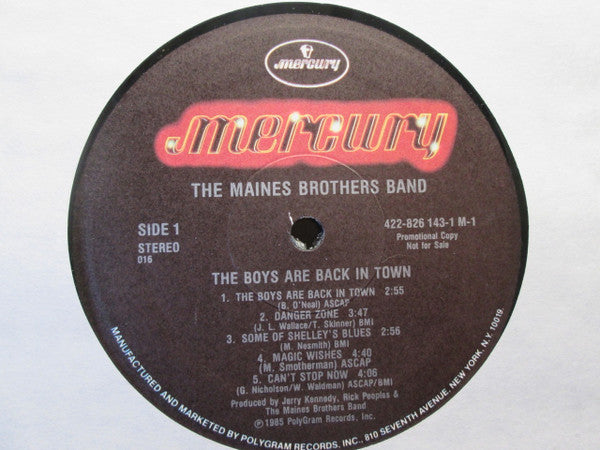 mercury
mercury
THE MAINES BROTHERS BAND
SIDE 1
STEREO
016
422-826 143-1 M-1
Promotional Copy
Not for Sale
THE BOYS ARE BACK IN TOWN
1. THE BOYS ARE BACK IN TOWN 2:55
(B. O'Neal) ASCAP
2. DANGER ZONE 3:47
(J. L. Wallace/T. Skinner) BMI
3. SOME OF SHELLEY'S BLUES 2:56
(M. Nesmith) BMI
4. MAGIC WISHES 4:40
(M. Smotherman) ASCAP
5. CAN'T STOP NOW 4:06
(G. Nicholson/W. Waldman) ASCAP/BMI
Produced by Jerry Kennedy, Rick Peoples &
The Maines Brothers Band
℗1985 PolyGram Records, Inc.
MANUFACTURED AND MARKETED BY POLYGRAM RECORDS, INC., 810 SEVENTH AVENUE, NEW YORK, N.Y. 10019